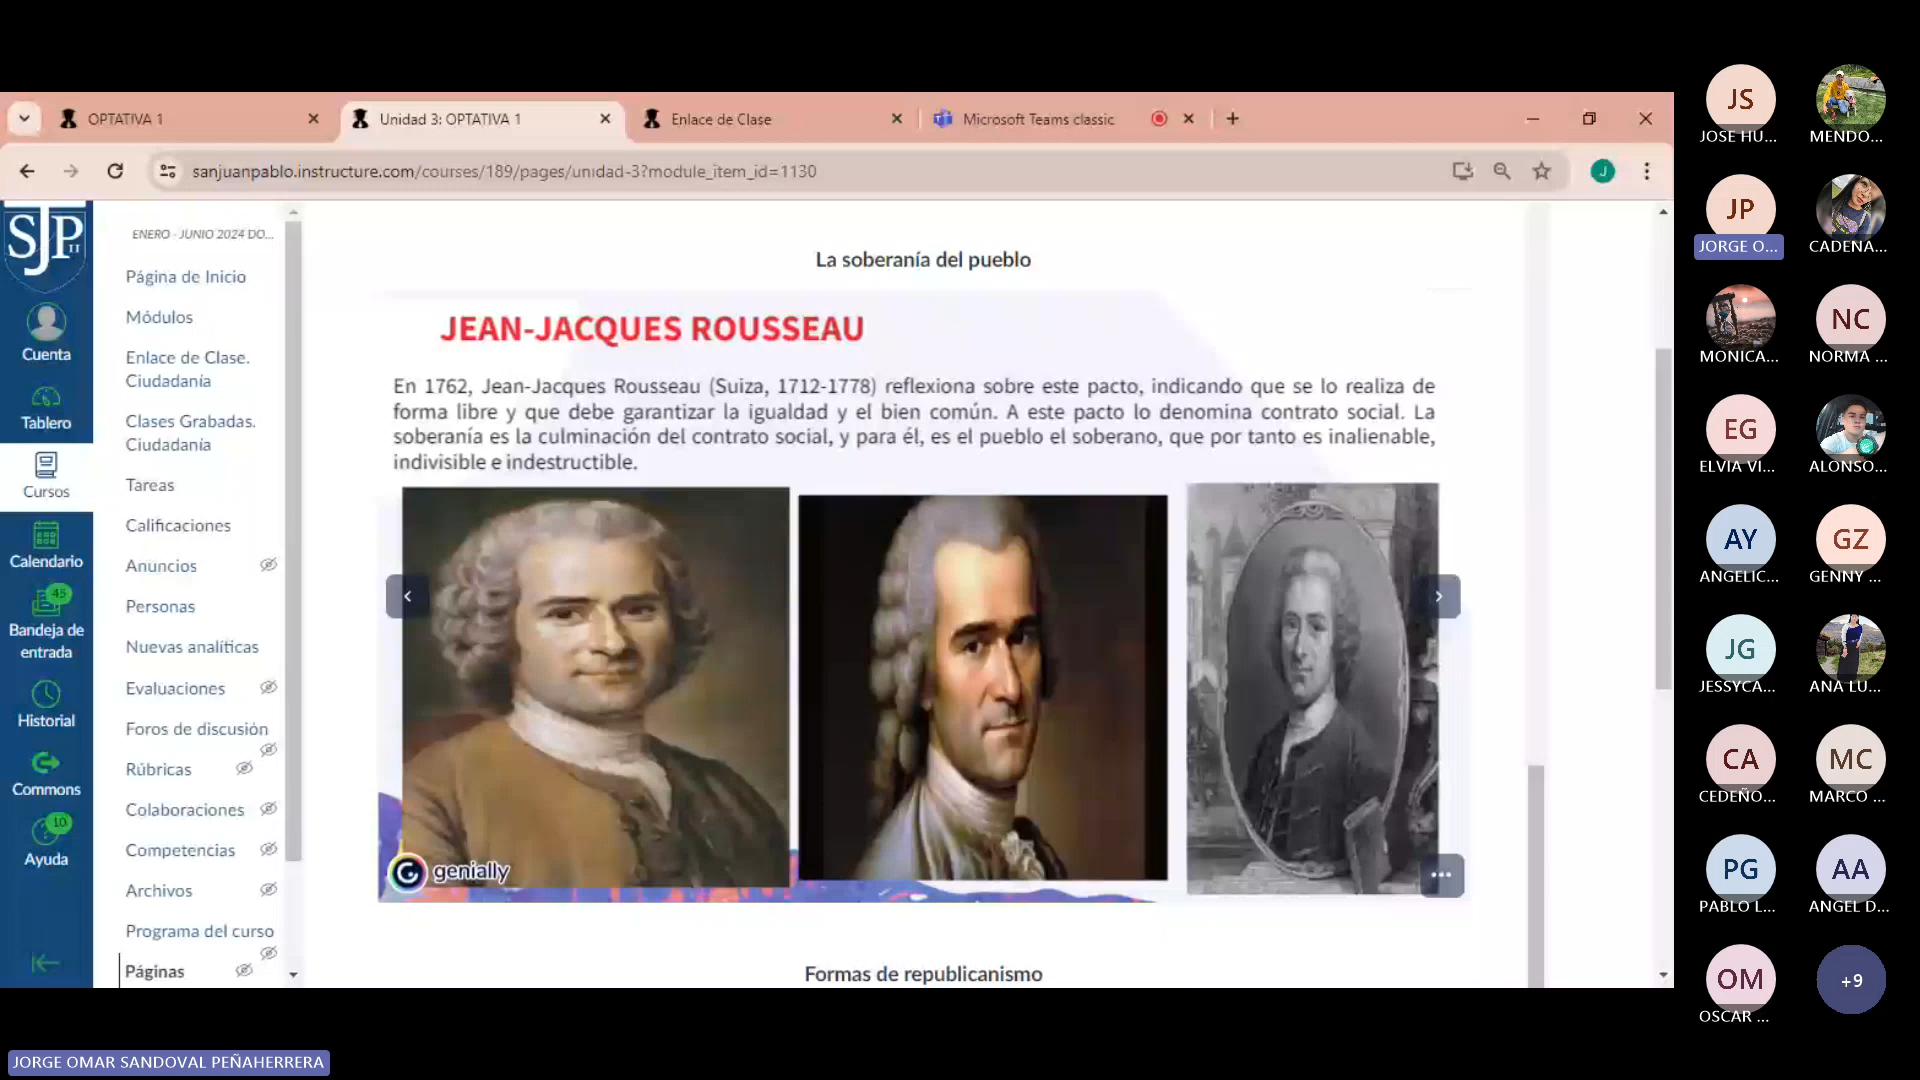 OPTATIVA 1
Unidad 3: OPTATIVA 1
Enlace de Clase
Microsoft Teams classic
sanjuanpablo.instructure.com/courses/189/pages/unidad-3?module_item_id=1130
J
SJP
II
Cuenta
Tablero
Cursos
Calendario
45
Bandeja de
entrada
Historial
Commons
10
Ayuda
ENERO - JUNIO 2024 DO...
Página de Inicio
Módulos
Enlace de Clase.
Ciudadanía
Clases Grabadas.
Ciudadanía
Tareas
Calificaciones
Anuncios
Personas
Nuevas analíticas
Evaluaciones
Foros de discusión
Rúbricas
Colaboraciones
Competencias
Archivos
Programa del curso
Páginas
La soberanía del pueblo
JEAN-JACQUES ROUSSEAU
En 1762, Jean-Jacques Rousseau (Suiza, 1712-1778) reflexiona sobre este pacto, indicando que se lo realiza de
forma libre y que debe garantizar la igualdad y el bien común. A este pacto lo denomina contrato social. La
soberanía es la culminación del contrato social, y para él, es el pueblo el soberano, que por tanto es inalienable,
indivisible e indestructible.
genially
Formas de republicanismo
JS
JOSE HU...
MENDO...
JP
JORGE O...
CADENA...
MONICA...
NC
NORMA ...
EG
ELVIA VI...
ALONSO...
AY
ANGELIC...
GZ
GENNY ...
JG
JESSYCA...
ANA LU...
CA
CEDEÑO...
MC
MARCO ...
PG
PABLO L...
AA
ANGEL D...
OM
OSCAR ...
+9
JORGE OMAR SANDOVAL PEÑAHERRERA